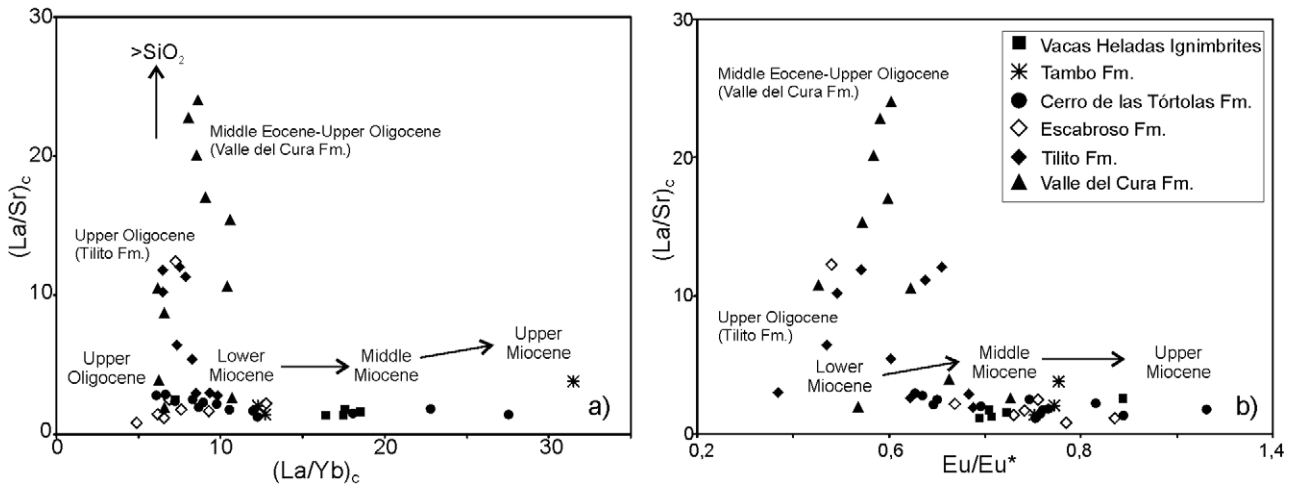 30
20
10
0
(La/Sr)c
>SiO2
Middle Eocene-Upper Oligocene
(Valle del Cura Fm.)
Upper Oligocene
(Tilito Fm.)
Upper
Oligocene
Lower
Miocene
Middle
Miocene
Upper
Miocene
a)
0
10
20
30
(La/Yb)c
30
20
10
0
(La/Sr)c
Middle Eocene-Upper Oligocene
(Valle del Cura Fm.)
Vacas Heladas Ignimbrites
Tambo Fm.
Cerro de las Tórtolas Fm.
Escabroso Fm.
Tilito Fm.
Valle del Cura Fm.
Upper Oligocene
(Tilito Fm.)
Lower
Miocene
Middle
Miocene
Upper
Miocene
b)
0,2
0,6
0,8
1,4
Eu/Eu*